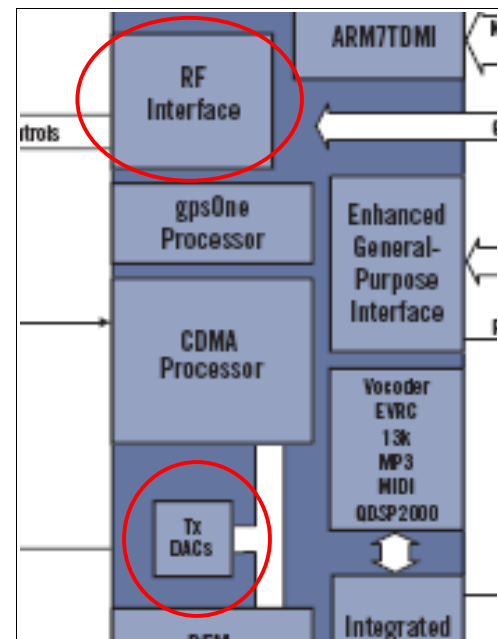 ARM7TDMI
RF
Interface
ntrols
gpsOne
Processor
Enhanced
General-
Purpose
Interface
CDMA
Processor
Vocoder
EVRC
13k
MP3
MIDI
QDSP2000
Tx
DACs
Integrated